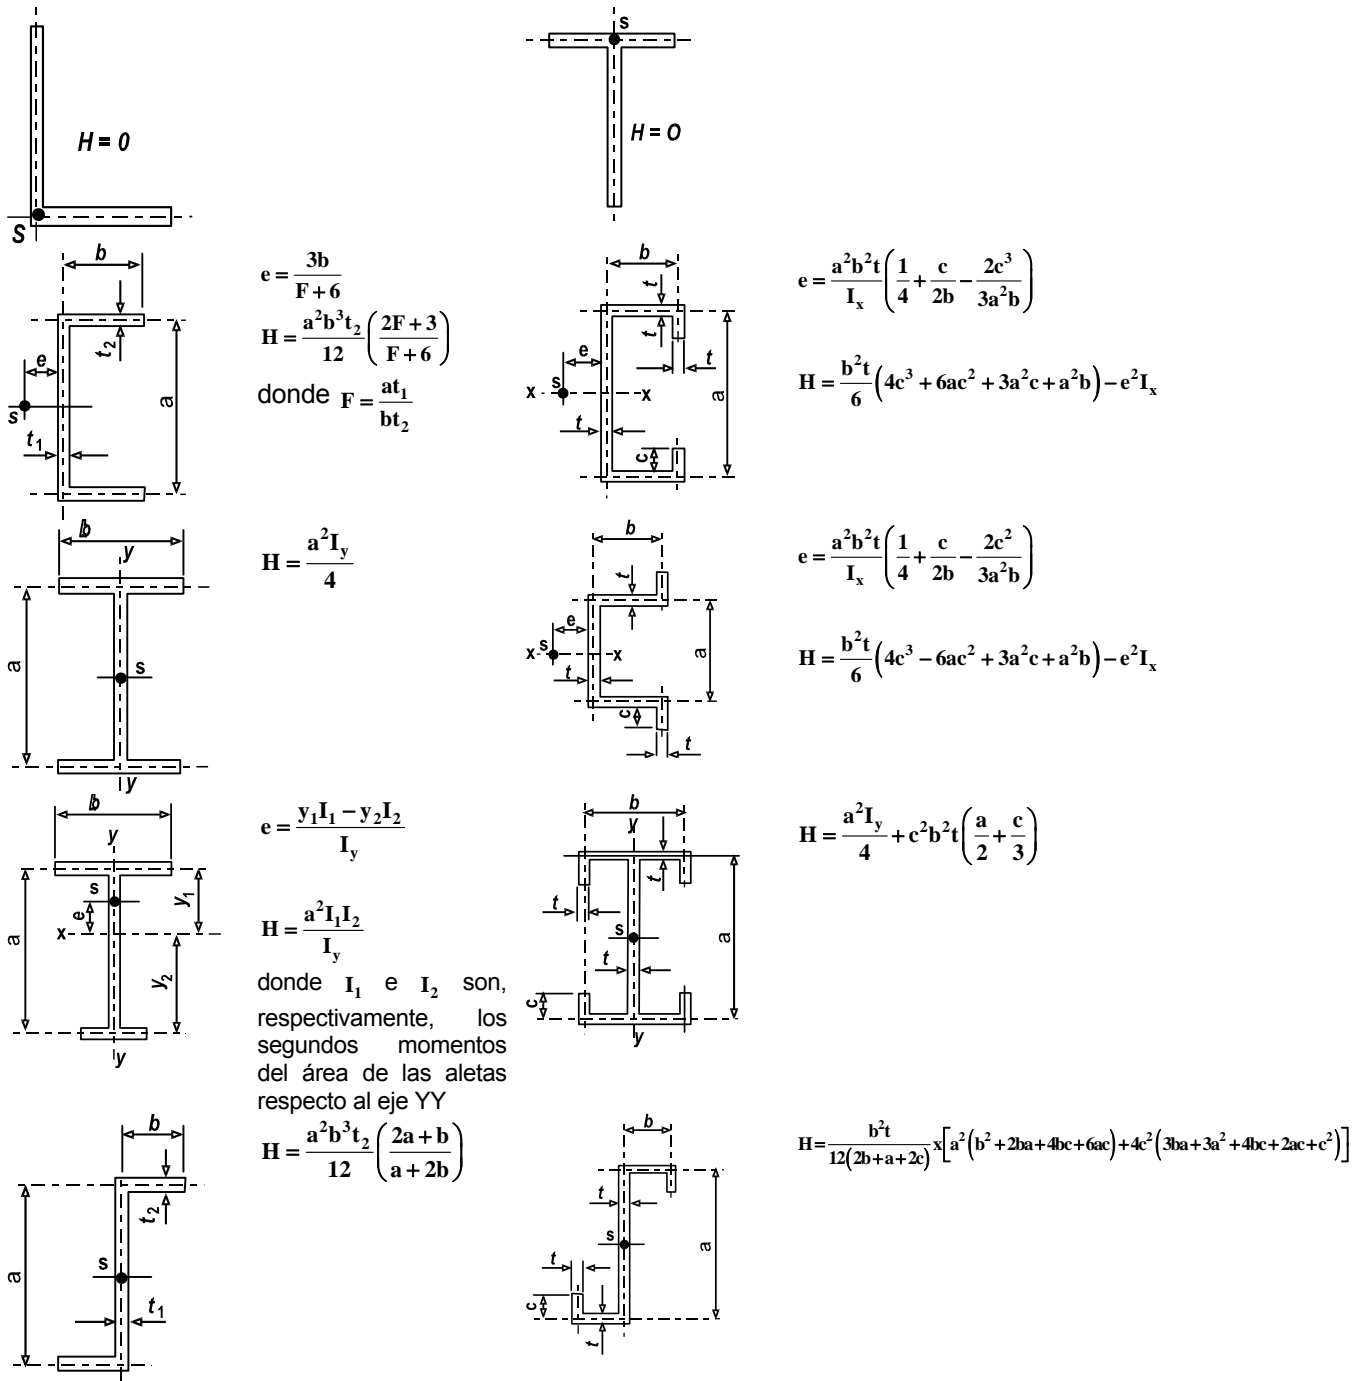 H = 0
S
s
H = O
b
t₂
e
s
a
t₁
e = 3b / (F + 6)
H = (a²b³t₂ / 12) ((2F + 3) / (F + 6))
donde F = at₁ / bt₂
b
t
t
e
s
x
x
a
t
c
e = (a²b²t / Iₓ) (1/4 + c/2b − 2c³/3a²b)
H = (b²t / 6) (4c³ + 6ac² + 3a²c + a²b) − e²Iₓ
b
y
a
s
y
H = a²I_y / 4
b
t
e
x
s
x
a
t
c
t
e = (a²b²t / Iₓ) (1/4 + c/2b − 2c²/3a²b)
H = (b²t / 6) (4c³ − 6ac² + 3a²c + a²b) − e²Iₓ
b
y
s
y₁
e
a
x
y₂
y
e = (y₁I₁ − y₂I₂) / I_y
H = a²I₁I₂ / I_y
donde I₁ e I₂ son,
respectivamente, los
segundos momentos
del área de las aletas
respecto al eje YY
b
y
t
t
s
a
t
c
y
H = a²I_y / 4 + c²b²t (a/2 + c/3)
b
t₂
a
s
t₁
H = (a²b³t₂ / 12) ((2a + b) / (a + 2b))
b
t
s
a
t
c
t
H = b²t / 12(2b + a + 2c) x[a²(b² + 2ba + 4bc + 6ac) + 4c²(3ba + 3a² + 4bc + 2ac + c²)]